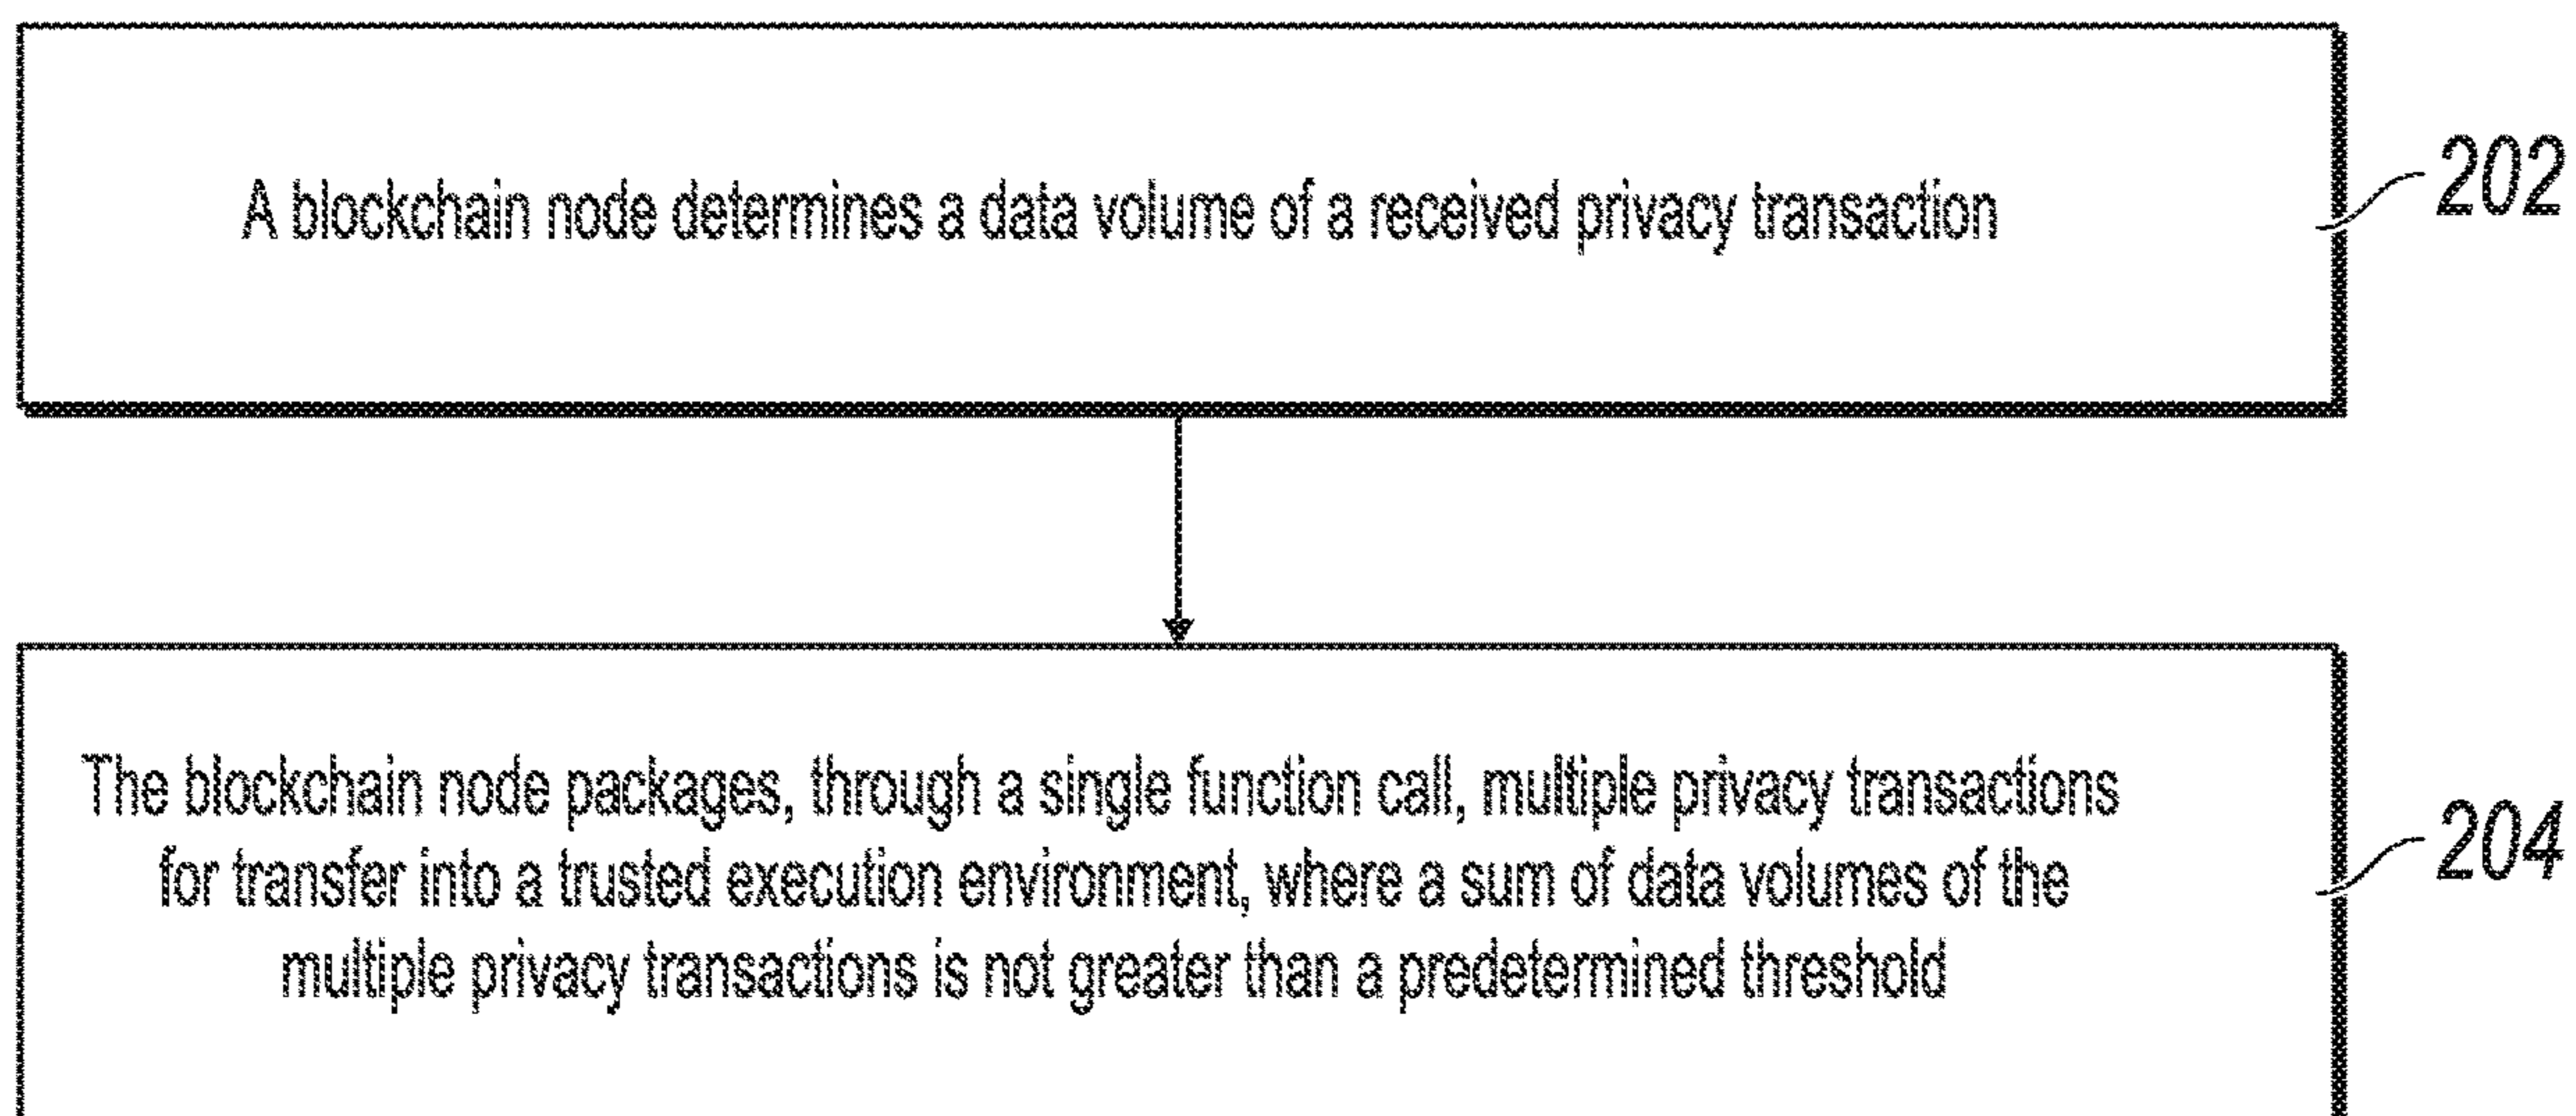 A blockchain node determines a data volume of a received privacy transaction
202
The blockchain node packages, through a single function call, multiple privacy transactions
for transfer into a trusted execution environment, where a sum of data volumes of the
multiple privacy transactions is not greater than a predetermined threshold
204